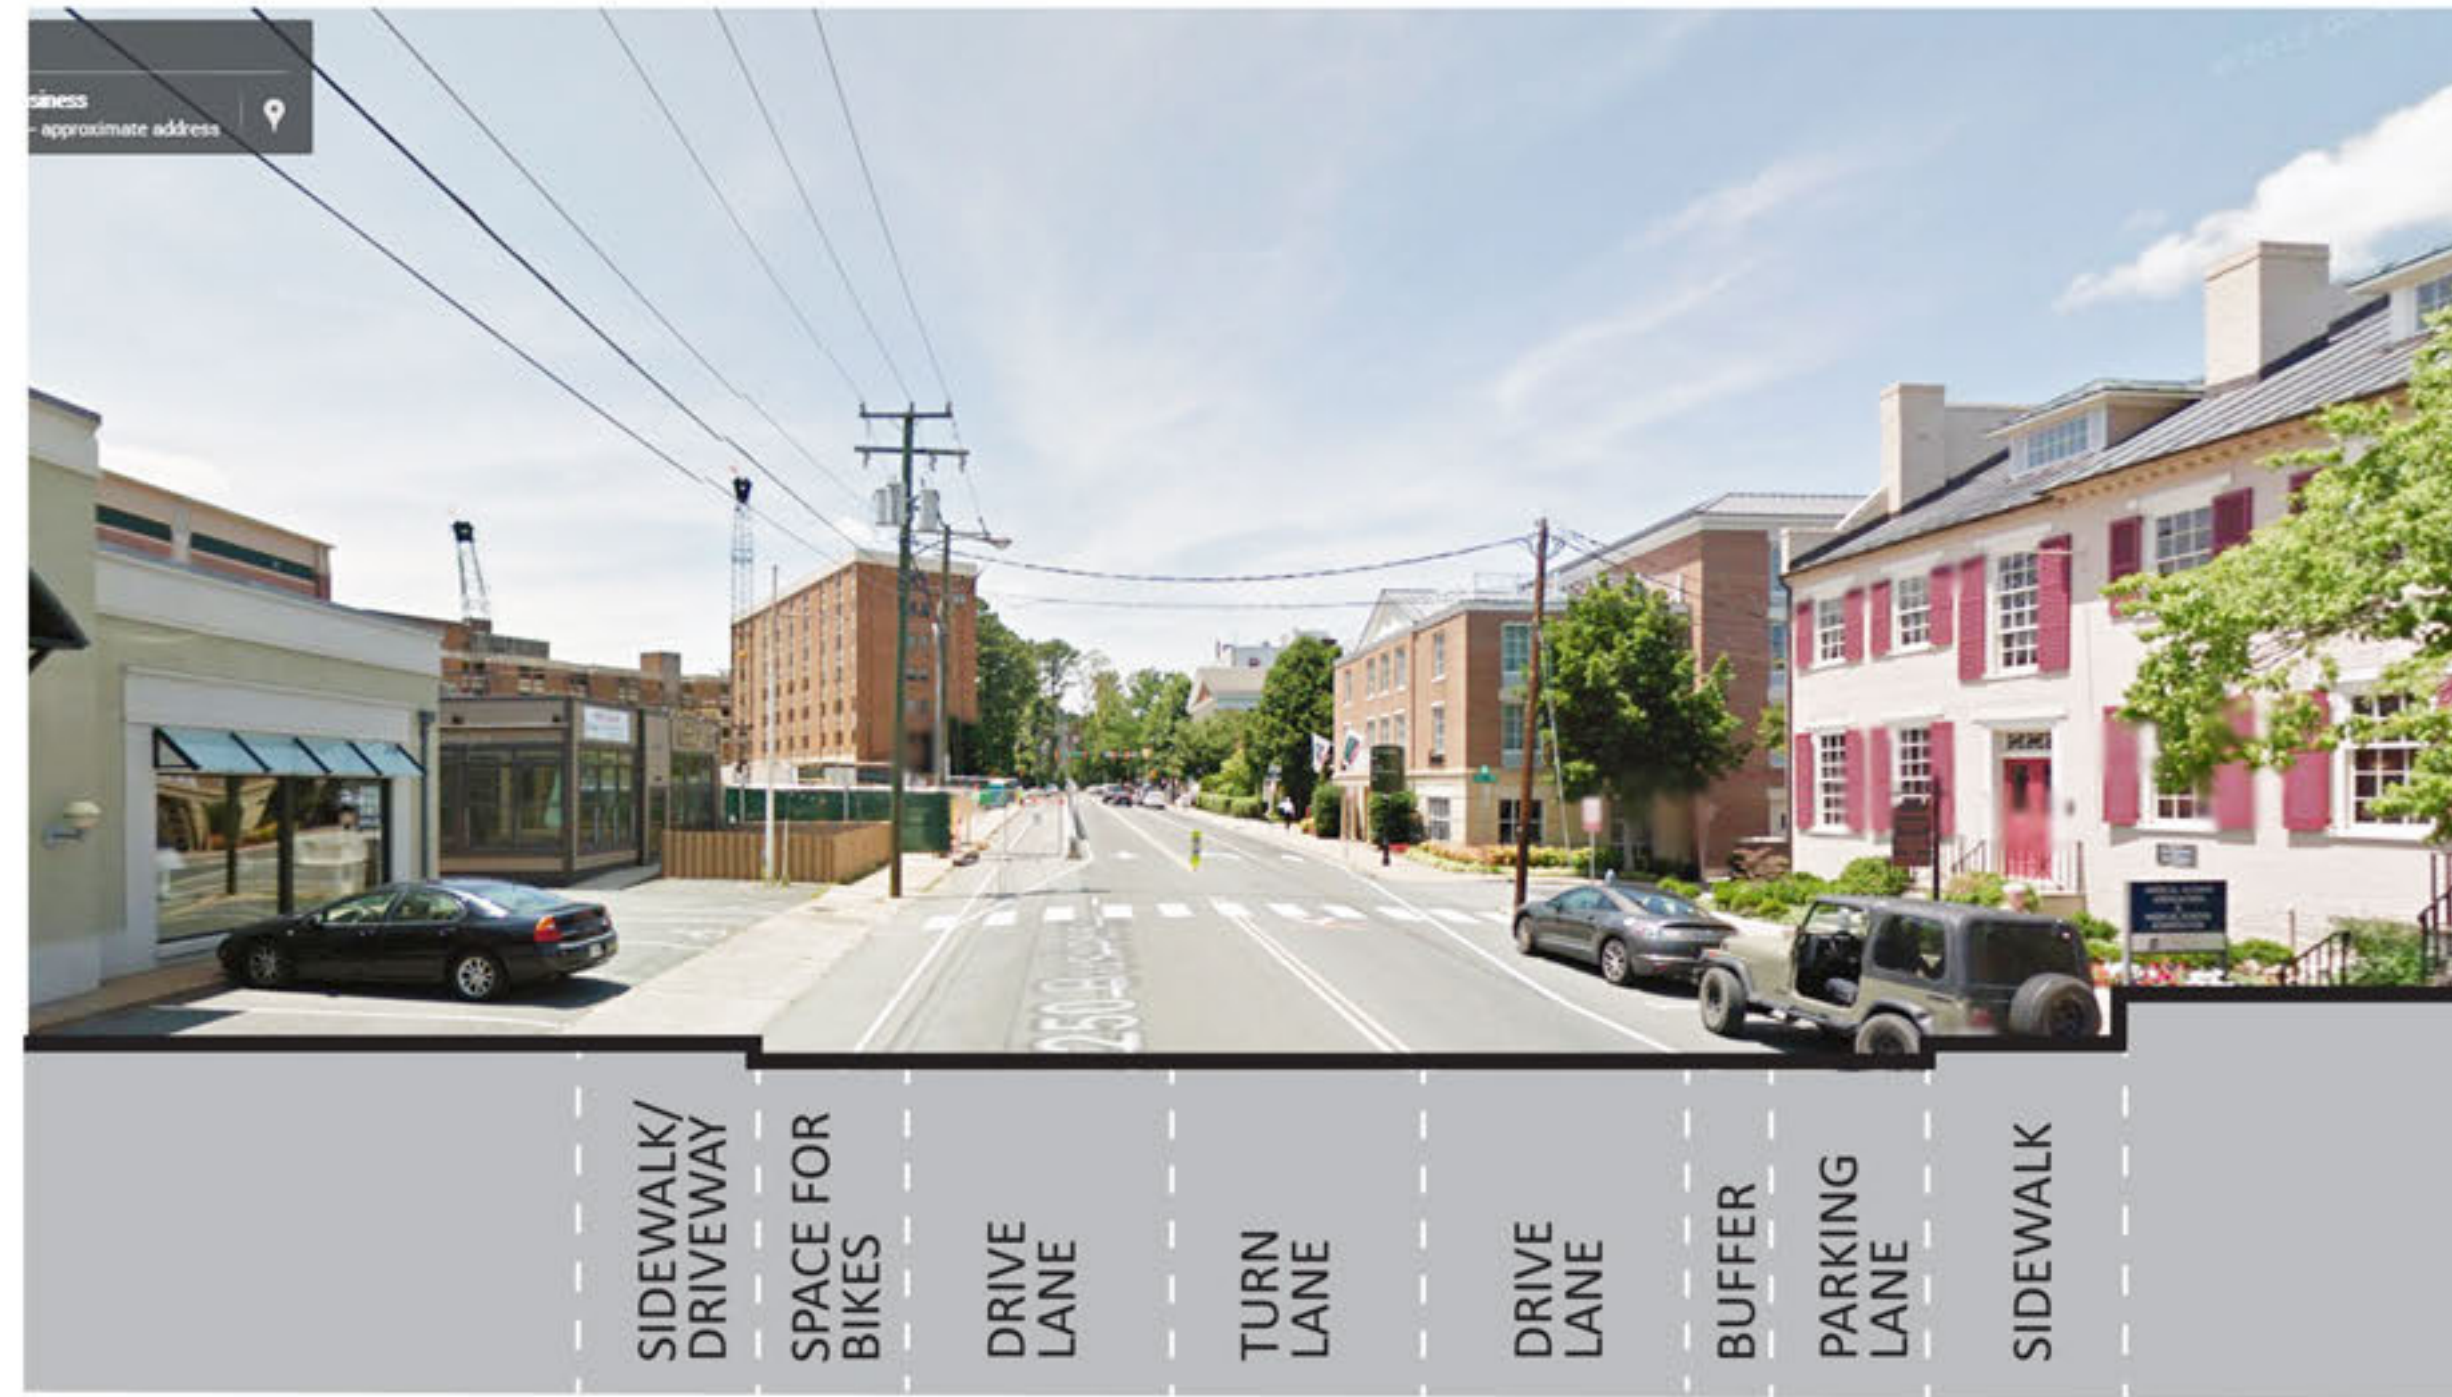 siness
- approximate address
SIDEWALK/
DRIVEWAY
SPACE FOR
BIKES
DRIVE
LANE
TURN
LANE
DRIVE
LANE
BUFFER
PARKING
LANE
SIDEWALK